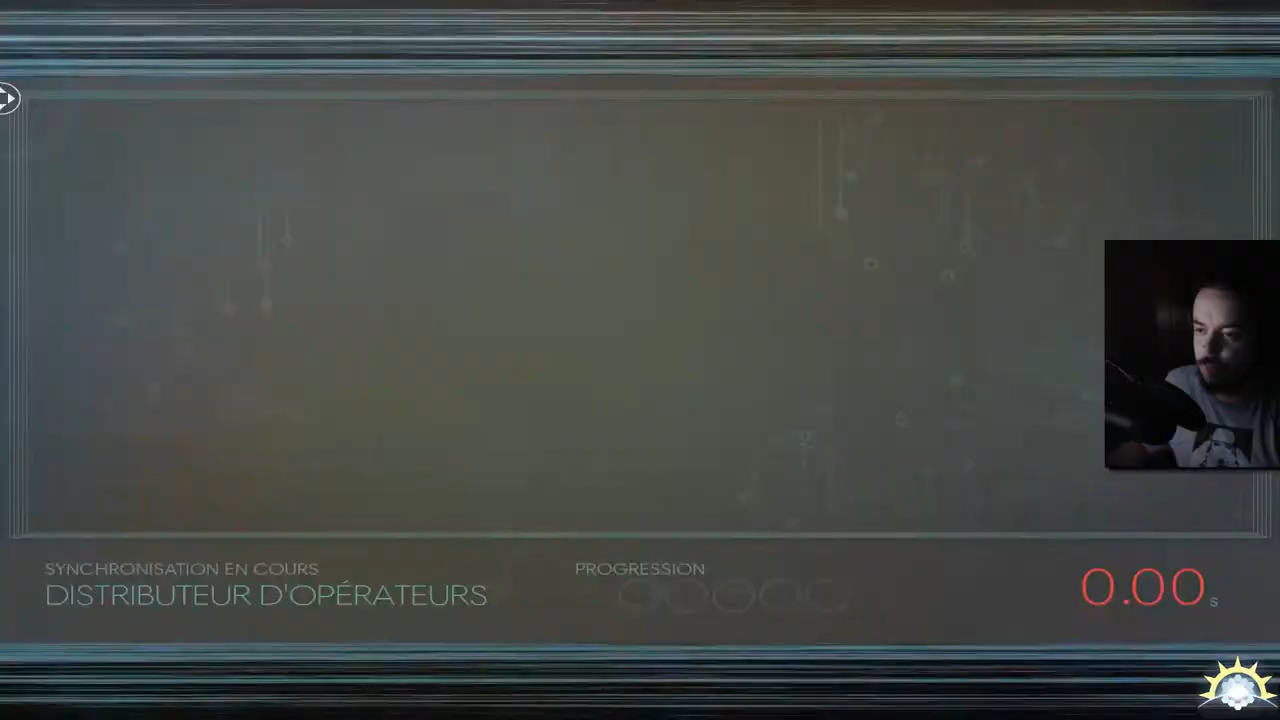 SYNCHRONISATION EN COURS
DISTRIBUTEUR D'OPÉRATEURS
PROGRESSION
0.00 s